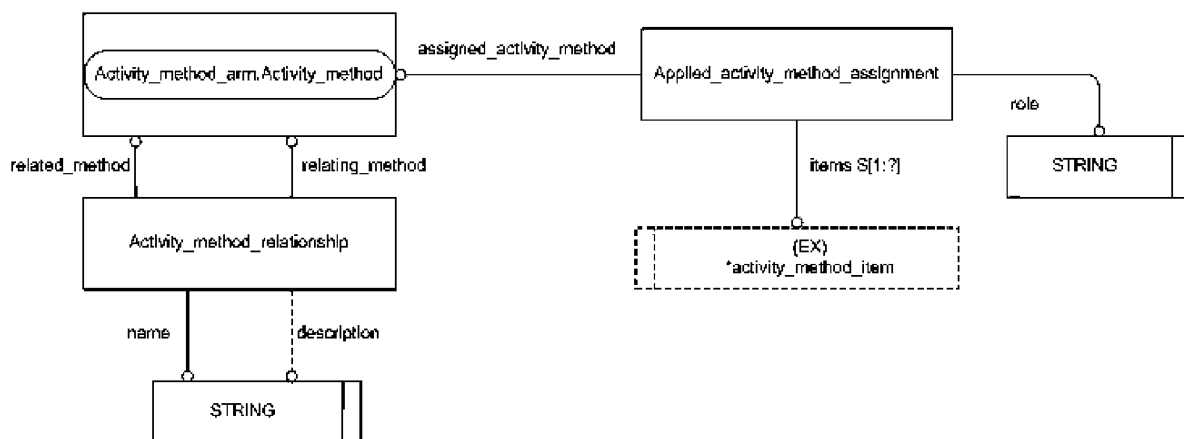 assigned_activity_method
Activity_method_arm.Activity_method
Applied_activity_method_assignment
role
related_method
relating_method
items S[1:?]
STRING
Activity_method_relationship
(EX)
*activity_method_item
name
description
STRING